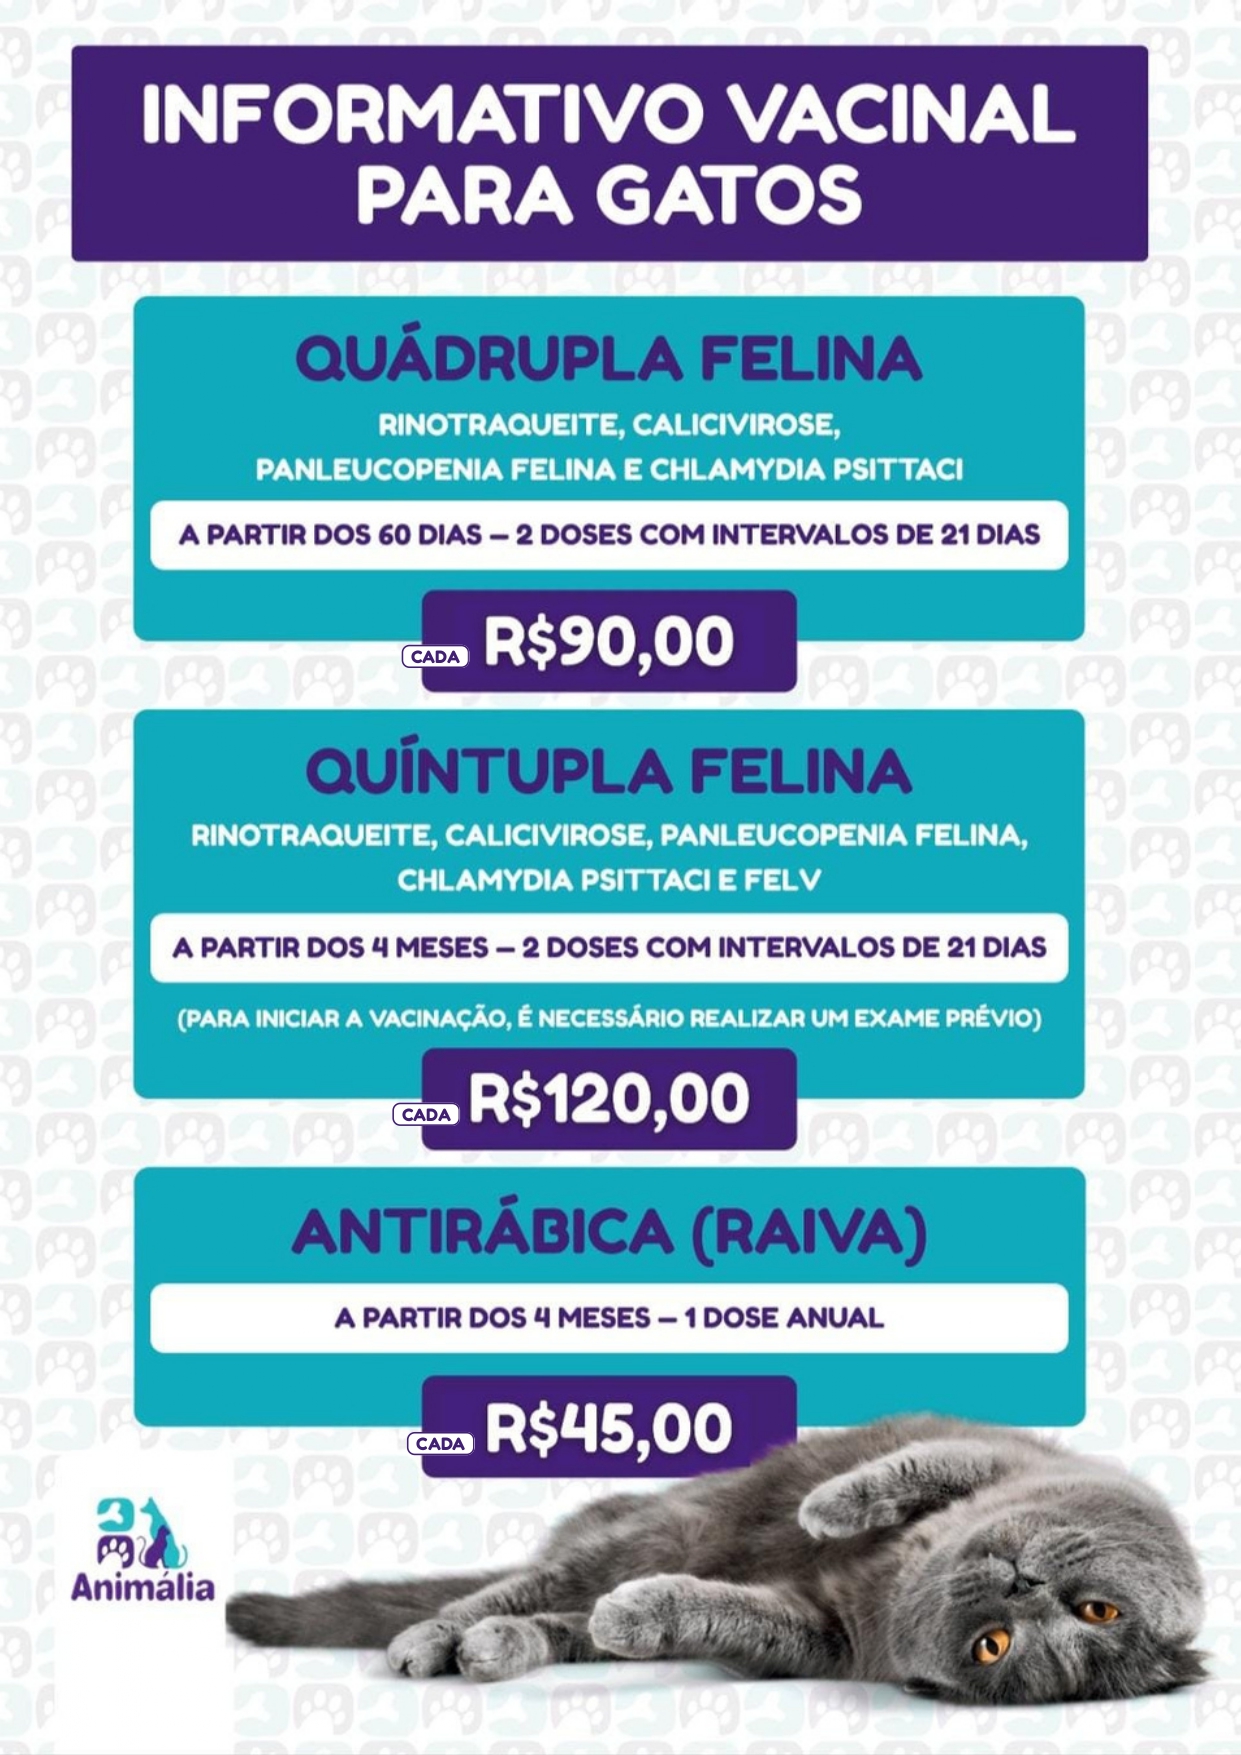 INFORMATIVO VACINAL
PARA GATOS
QUÁDRUPLA FELINA
RINOTRAQUEITE, CALICIVIROSE,
PANLEUCOPENIA FELINA E CHLAMYDIA PSITTACI
A PARTIR DOS 60 DIAS – 2 DOSES COM INTERVALOS DE 21 DIAS
CADA R$90,00
QUÍNTUPLA FELINA
RINOTRAQUEITE, CALICIVIROSE, PANLEUCOPENIA FELINA,
CHLAMYDIA PSITTACI E FELV
A PARTIR DOS 4 MESES – 2 DOSES COM INTERVALOS DE 21 DIAS
(PARA INICIAR A VACINAÇÃO, É NECESSÁRIO REALIZAR UM EXAME PRÉVIO)
CADA R$120,00
ANTIRÁBICA (RAIVA)
A PARTIR DOS 4 MESES – 1 DOSE ANUAL
CADA R$45,00
Animália